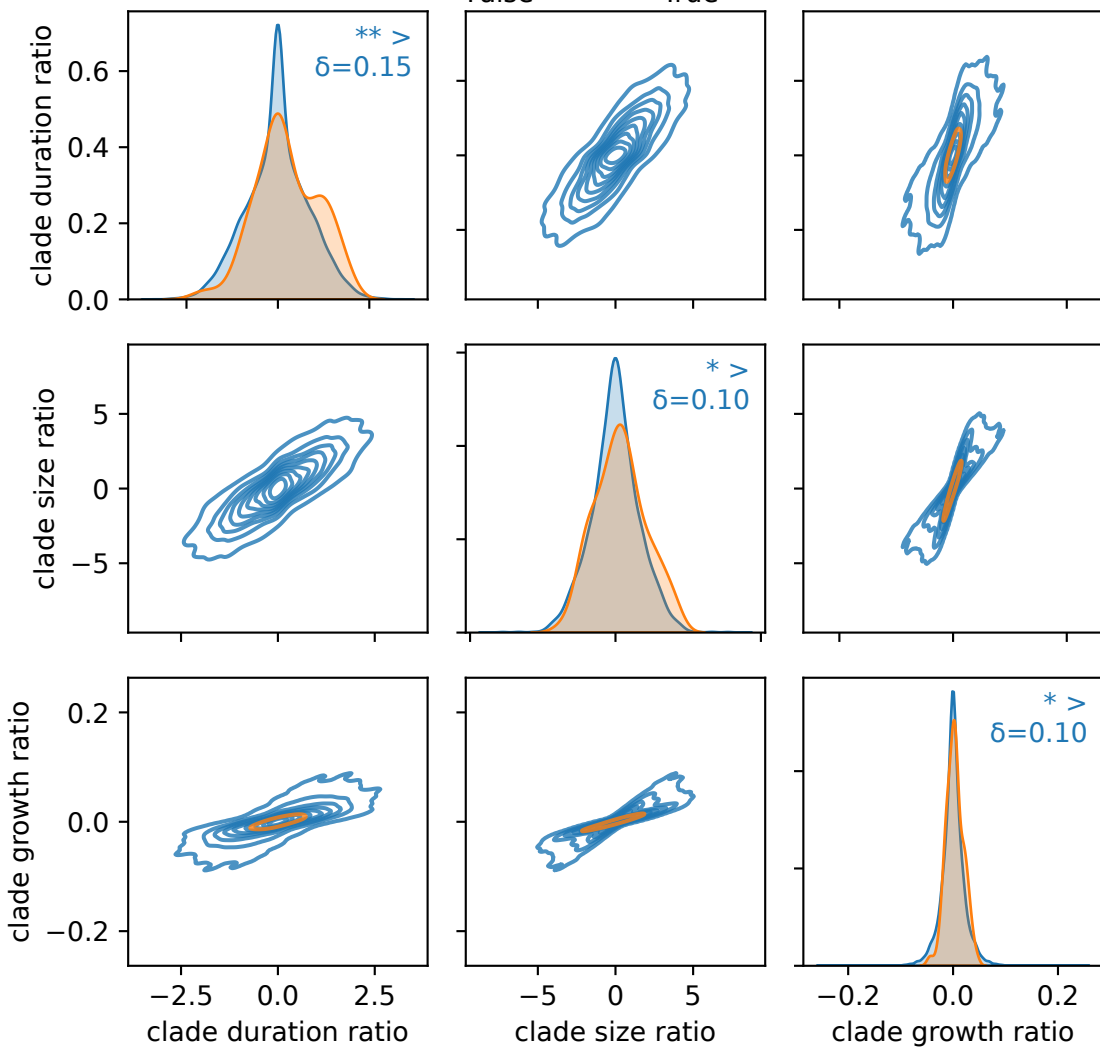 True
clade duration ratio
0.6
0.4
0.2
0.0
** >
δ=0.15
clade size ratio
5
0
−5
* >
δ=0.10
clade growth ratio
0.2
0.0
−0.2
* >
δ=0.10
−2.5 0.0 2.5
−5 0 5
−0.2 0.0 0.2
clade duration ratio
clade size ratio
clade growth ratio